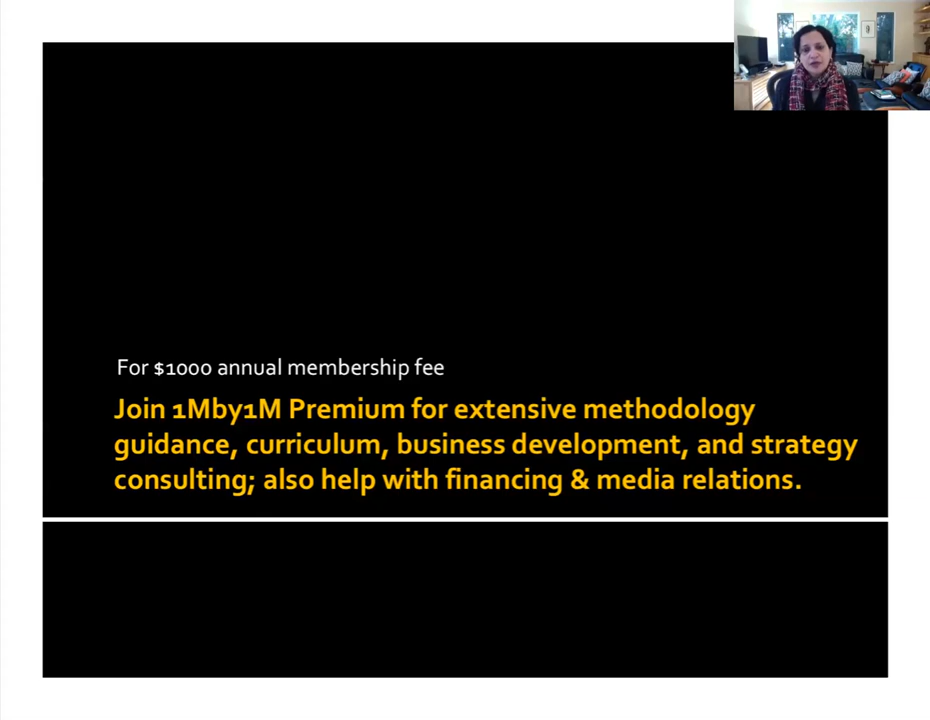 For $1000 annual membership fee
Join 1Mby1M Premium for extensive methodology
guidance, curriculum, business development, and strategy
consulting; also help with financing & media relations.